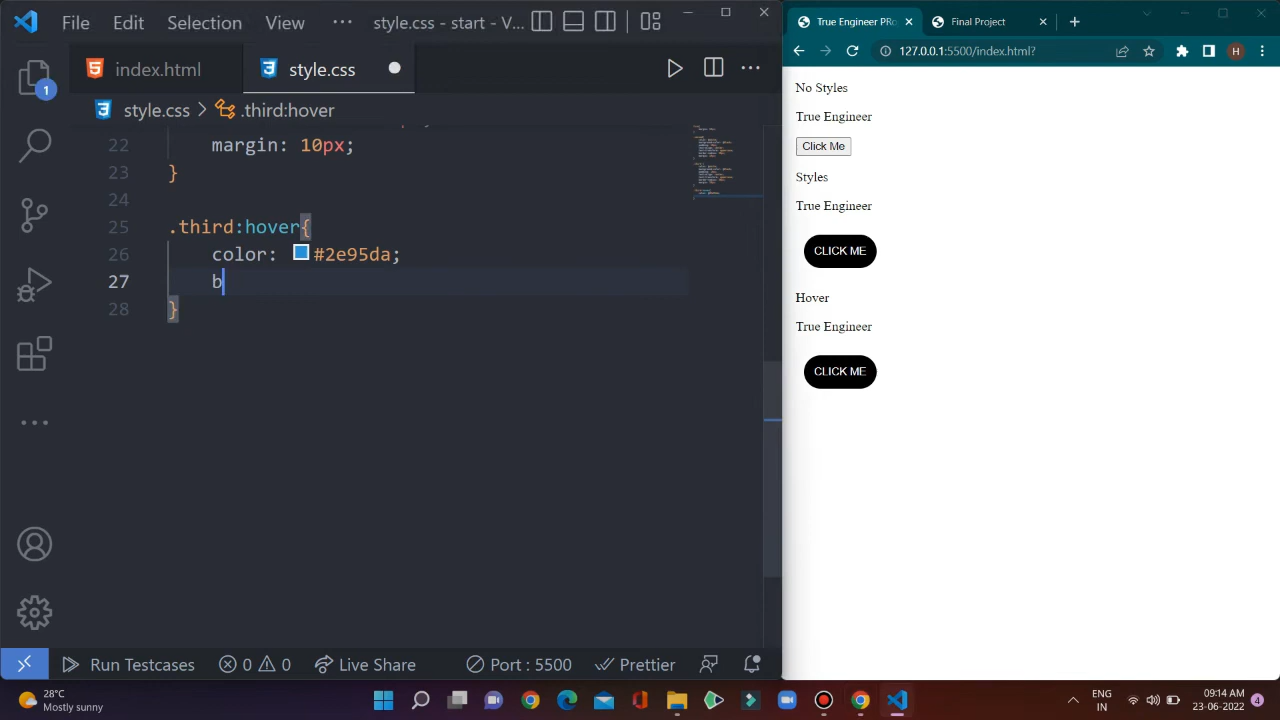 File Edit Selection View ··· style.css - start - V...
index.html style.css
style.css > .third:hover
22 margin: 10px;
23 }
24
25 .third:hover{
26 color: #2e95da;
27 b
28 }
1
Run Testcases 0 0 Live Share Port : 5500 Prettier
True Engineer PRo Final Project
127.0.0.1:5500/index.html?
H
No Styles
True Engineer
Click Me
Styles
True Engineer
CLICK ME
Hover
True Engineer
CLICK ME
28°C
Mostly sunny
ENG
IN
09:14 AM
23-06-2022
4